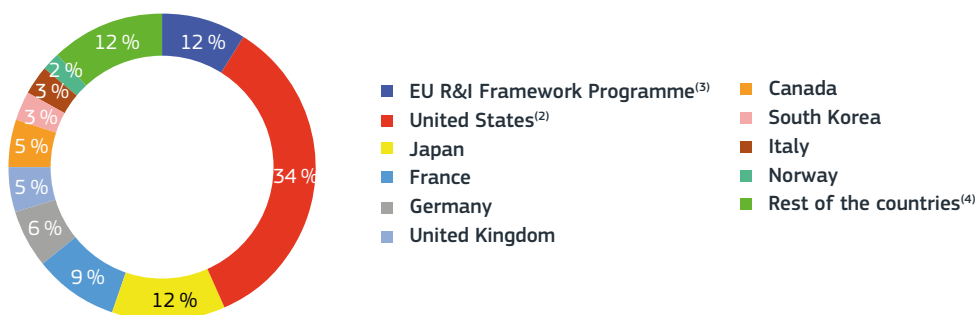 12 %
12 %
2 %
3 %
3 %
5 %
5 %
6 %
9 %
12 %
34 %
EU R&I Framework Programme(3)
United States(2)
Japan
France
Germany
United Kingdom
Canada
South Korea
Italy
Norway
Rest of the countries(4)